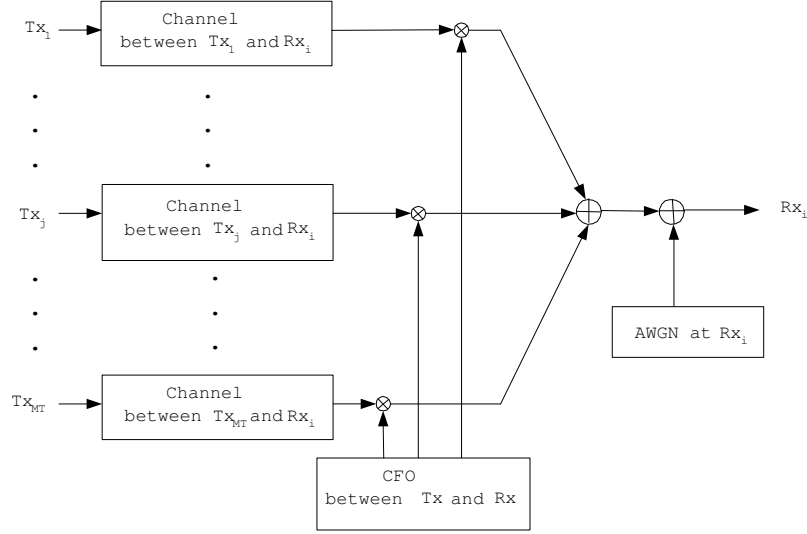 Tx1
Channel
between Tx1 and Rxi
Txj
Channel
between Txj and Rxi
Rxi
AWGN at Rxi
TxMT
Channel
between TxMT and Rxi
CFO
between Tx and Rx